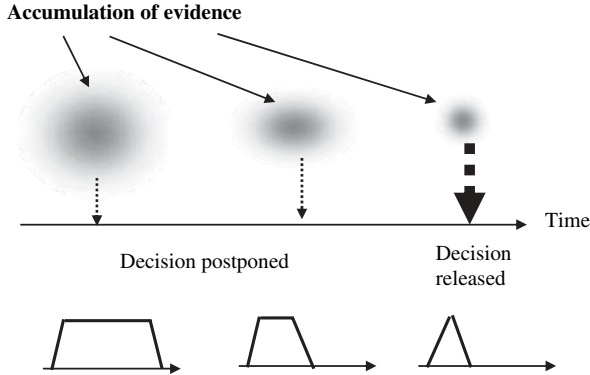 Accumulation of evidence
Time
Decision postponed
Decision
released